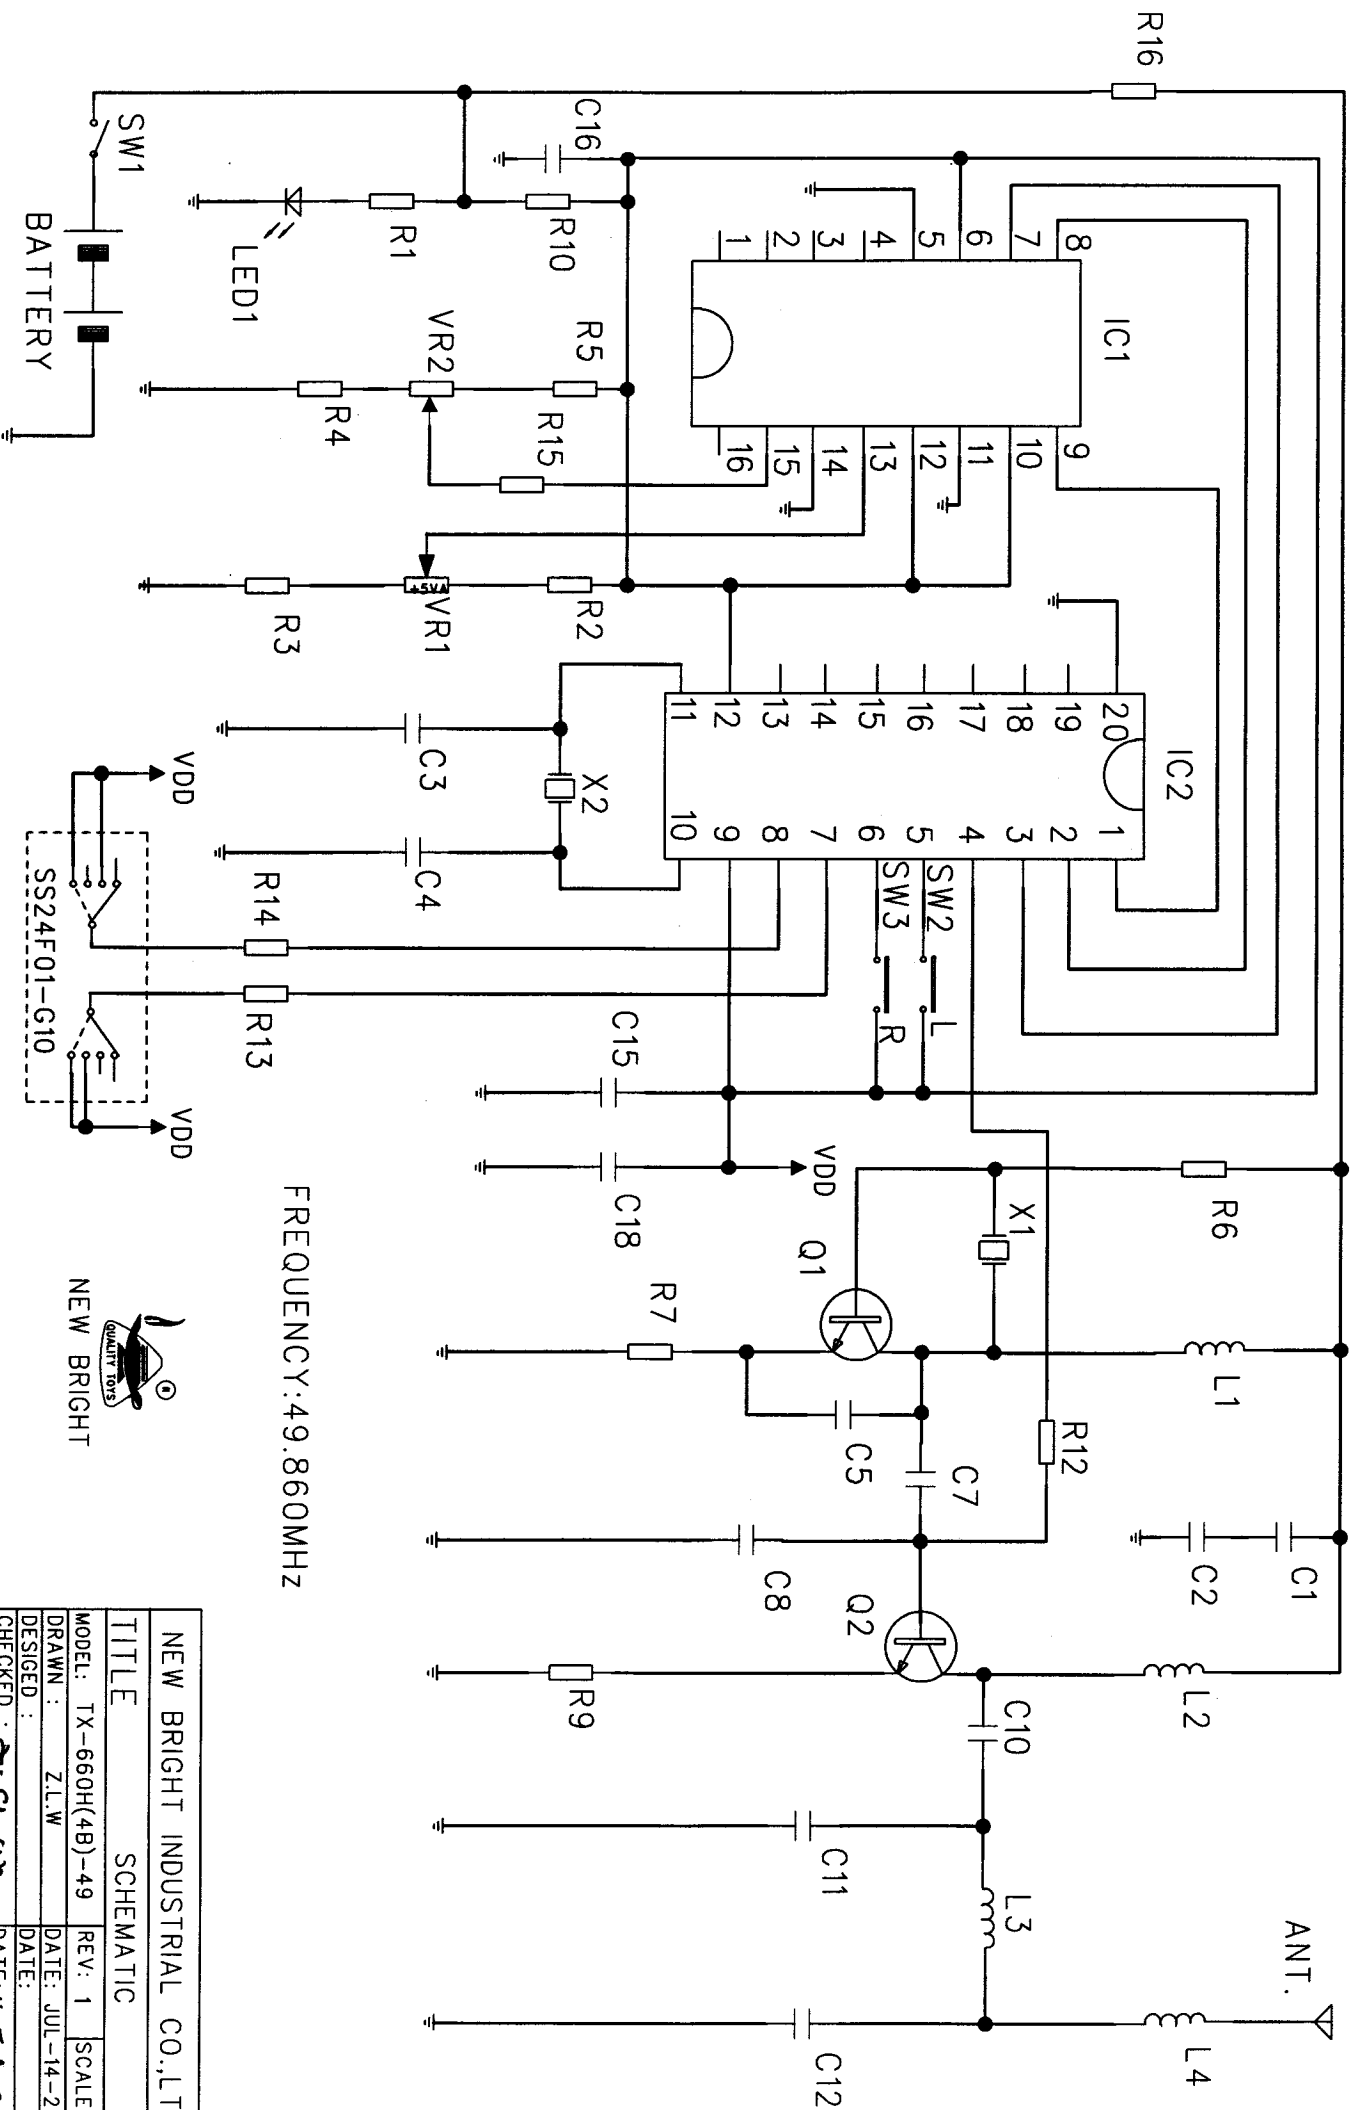 R16
C16
SW1
BATTERY
R1
R10
LED1
VR2
R5
R4
R15
R3
+5VA
VR1
R2
IC1
8
7
6
5
4
3
2
1
9
10
11
12
13
14
15
16
IC2
20
19
18
17
16
15
14
13
12
11
1
2
3
4
5
6
7
8
9
10
SW2
SW3
L
R
X2
C3
C4
VDD
SS24F01-G10
VDD
R14
R13
C15
C18
VDD
R6
X1
Q1
R7
L1
C5
C7
R12
C1
C2
C8
Q2
R9
L2
C10
C11
L3
C12
L4
ANT.
FREQUENCY:49.860MHz
QUALITY TOYS
®
NEW BRIGHT
NEW BRIGHT INDUSTRIAL CO.,LT
TITLE SCHEMATIC
MODEL: TX-660H(4B)-49 REV: 1 SCALE
DRAWN : Z.L.W DATE: JUL-14-2
DESIGED : DATE:
CHECKED : DATE: